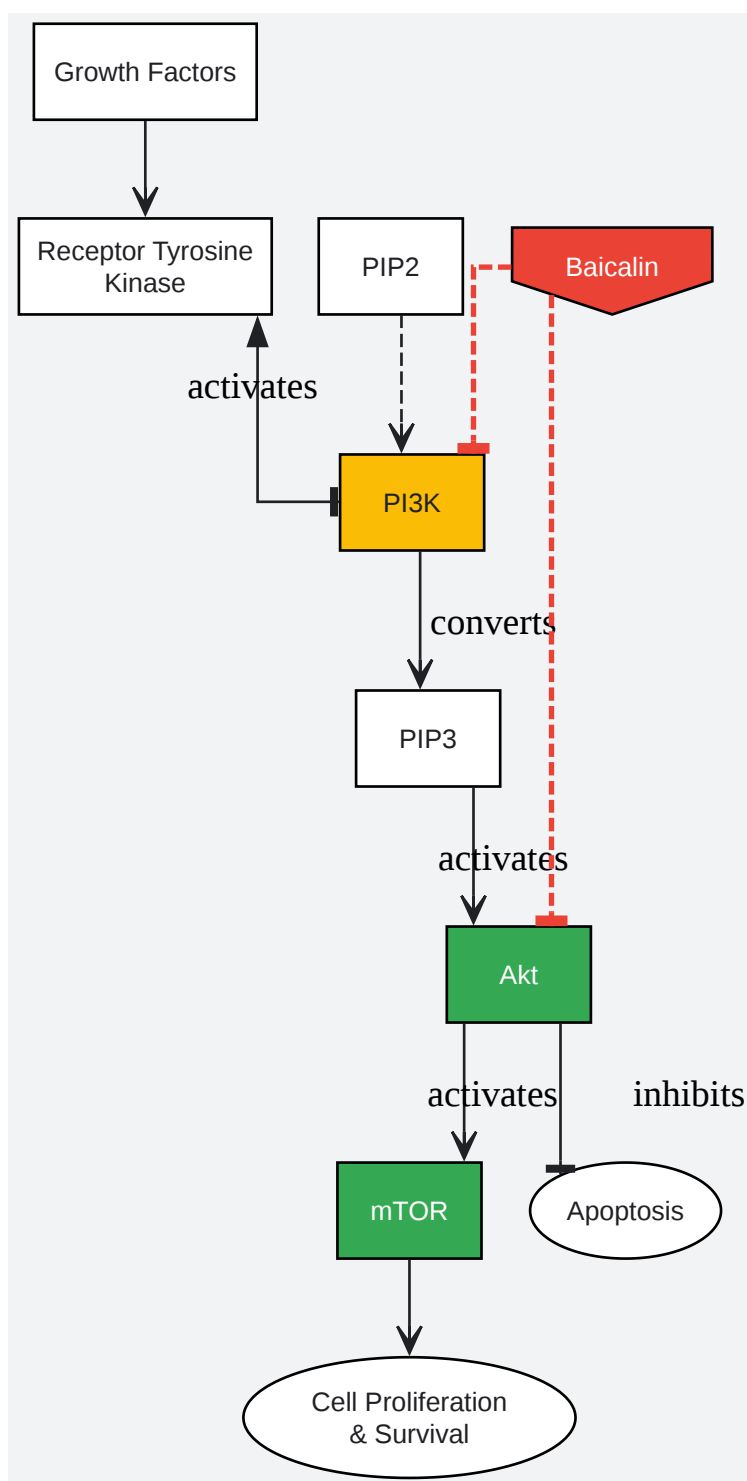 Growth Factors
Receptor Tyrosine
Kinase
PIP2
Baicalin
activates
PI3K
converts
PIP3
activates
Akt
activates
inhibits
mTOR
Apoptosis
Cell Proliferation
& Survival